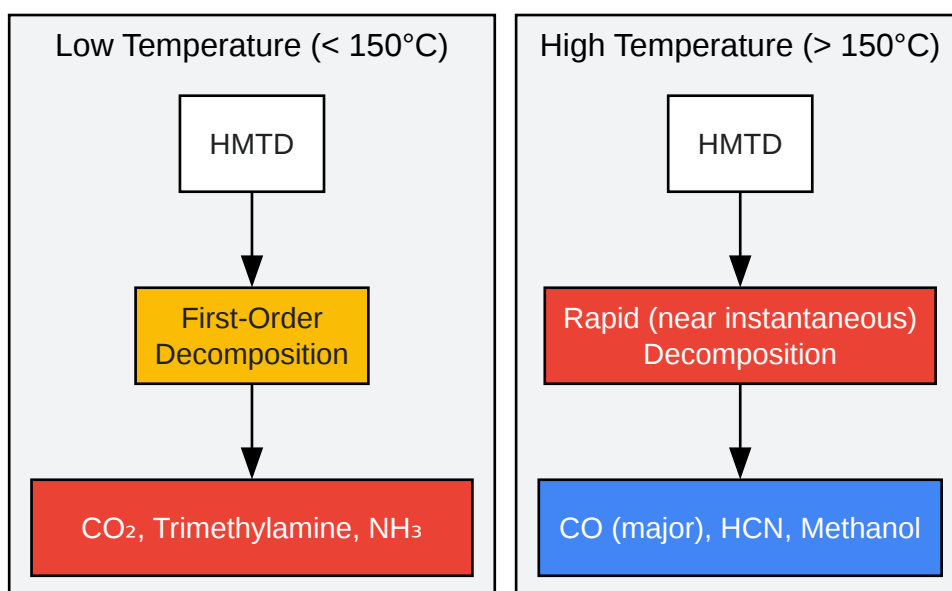 Low Temperature (< 150°C)
HMTD
First-Order
Decomposition
CO₂, Trimethylamine, NH₃
High Temperature (> 150°C)
HMTD
Rapid (near instantaneous)
Decomposition
CO (major), HCN, Methanol